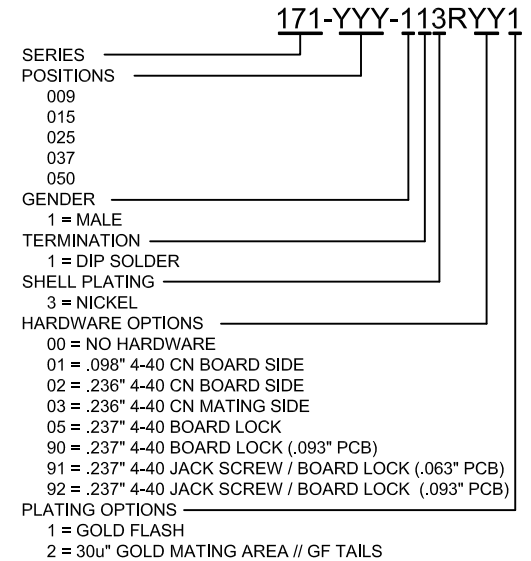 171-YYY-113RYY1
SERIES
POSITIONS
009
015
025
037
050
GENDER
1 = MALE
TERMINATION
1 = DIP SOLDER
SHELL PLATING
3 = NICKEL
HARDWARE OPTIONS
00 = NO HARDWARE
01 = .098" 4-40 CN BOARD SIDE
02 = .236" 4-40 CN BOARD SIDE
03 = .236" 4-40 CN MATING SIDE
05 = .237" 4-40 BOARD LOCK
90 = .237" 4-40 BOARD LOCK (.093" PCB)
91 = .237" 4-40 JACK SCREW / BOARD LOCK (.063" PCB)
92 = .237" 4-40 JACK SCREW / BOARD LOCK (.093" PCB)
PLATING OPTIONS
1 = GOLD FLASH
2 = 30u" GOLD MATING AREA // GF TAILS